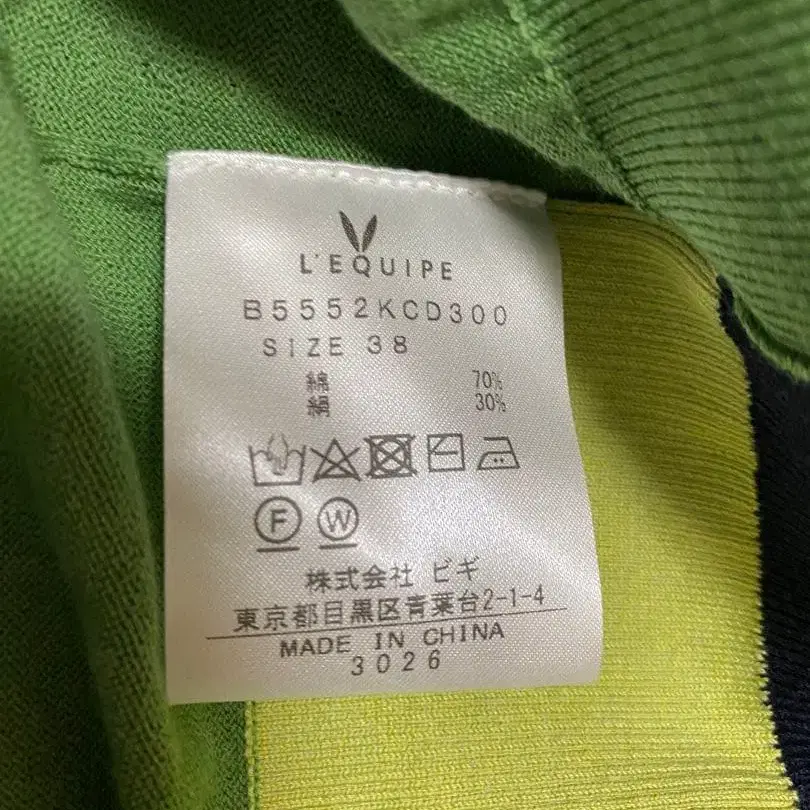 L'EQUIPE
B5552KCD300
SIZE 38
綿 70%
絹 30%
F W
株式会社 ビギ
東京都目黒区青葉台2-1-4
MADE IN CHINA
3026